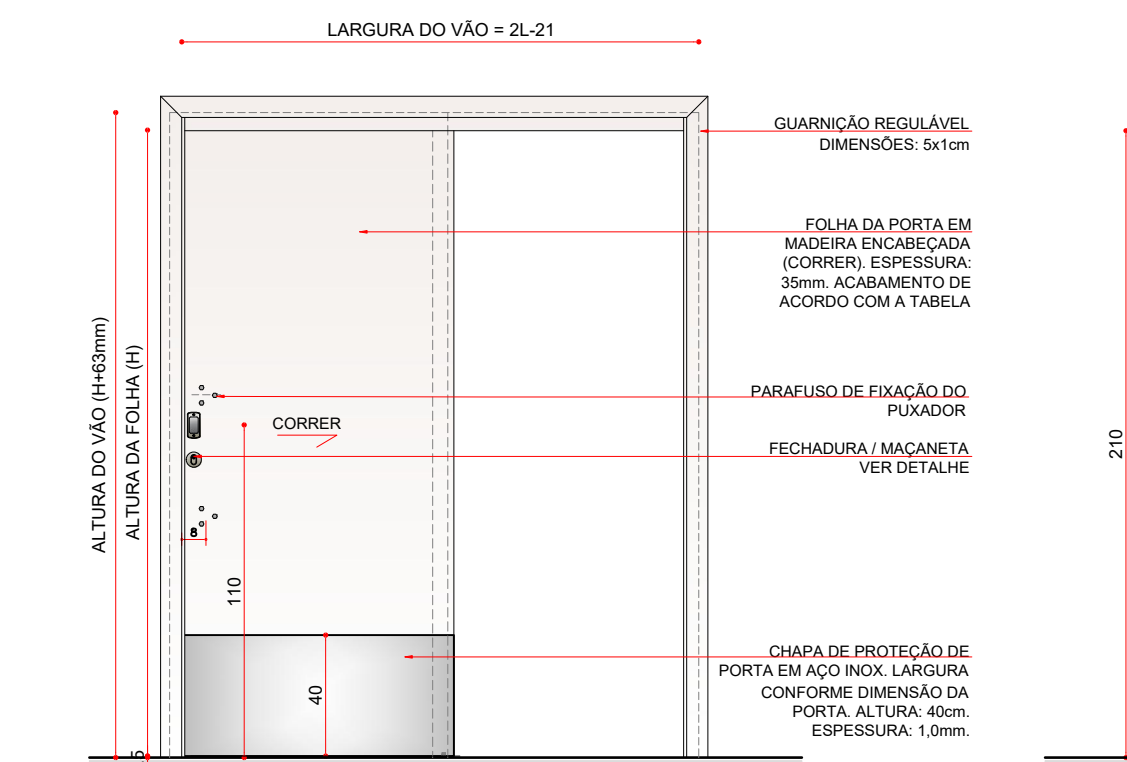 LARGURA DO VÃO = 2L-21
GUARNIÇÃO REGULÁVEL
DIMENSÕES: 5x1cm
FOLHA DA PORTA EM
MADEIRA ENCABEÇADA
(CORRER). ESPESSURA:
35mm. ACABAMENTO DE
ACORDO COM A TABELA
ALTURA DO VÃO (H+63mm)
ALTURA DA FOLHA (H)
PARAFUSO DE FIXAÇÃO DO
PUXADOR
CORRER
FECHADURA / MAÇANETA
VER DETALHE
210
8
110
40
CHAPA DE PROTEÇÃO DE
PORTA EM AÇO INOX. LARGURA
CONFORME DIMENSÃO DA
PORTA. ALTURA: 40cm.
ESPESSURA: 1,0mm.